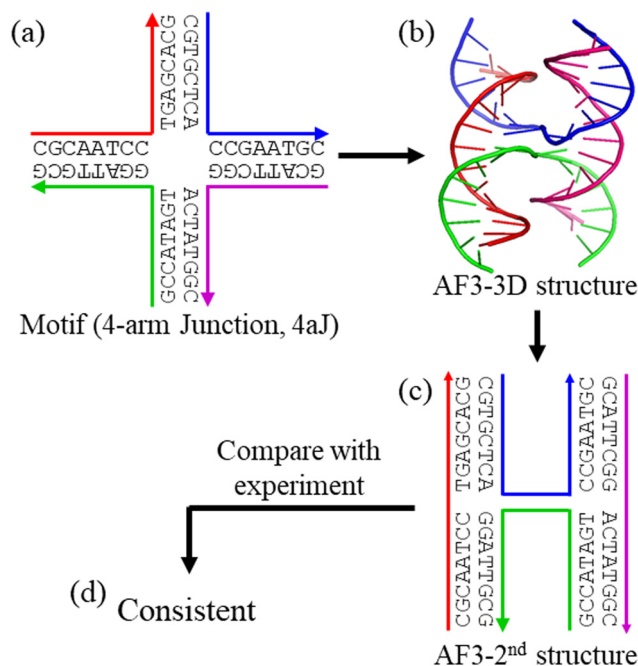 (a)
TGAGCACG
CGTGCTCA
CGCAATCC
CCGAATGC
GGATTGCG
GCATTCGG
GCCATAGT
ACTATGGC
Motif (4-arm Junction, 4aJ)
(b)
AF3-3D structure
(c)
TGAGCACG
CGTGCTCA
CCGAATGC
GCATTCGG
CGCAATCC
GGATTGCG
GCCATAGT
ACTATGGC
AF3-2nd structure
Compare with
experiment
(d)
Consistent